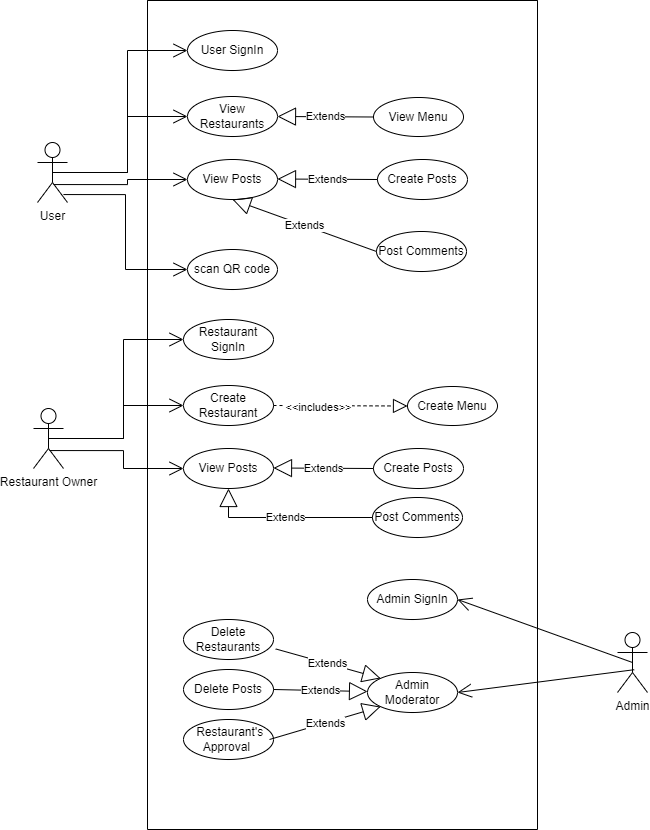 User SignIn
View
Restaurants
Extends
View Menu
View Posts
Extends
Create Posts
User
Extends
Post Comments
scan QR code
Restaurant
SignIn
Create
Restaurant
<<includes>>
Create Menu
View Posts
Extends
Create Posts
Restaurant Owner
Extends
Post Comments
Admin SignIn
Delete
Restaurants
Extends
Delete Posts
Extends
Admin
Moderator
Admin
Restaurant's
Approval
Extends